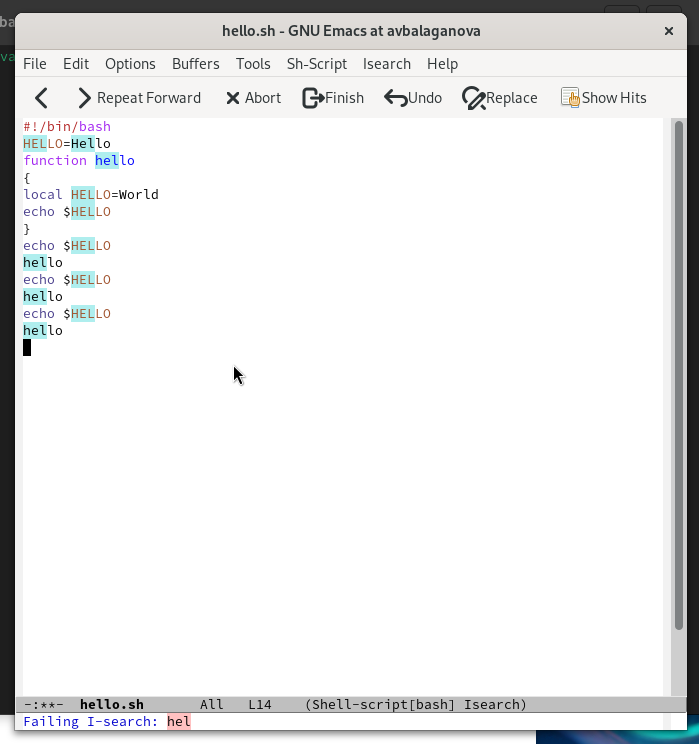 ba
va
hello.sh - GNU Emacs at avbalaganova
File Edit Options Buffers Tools Sh-Script Isearch Help
Repeat Forward Abort Finish Undo Replace Show Hits
#!/bin/bash
HELLO=Hello
function hello
{
local HELLO=World
echo $HELLO
}
echo $HELLO
hello
echo $HELLO
hello
echo $HELLO
hello
-:**- hello.sh All L14 (Shell-script[bash] Isearch)
Failing I-search: hel